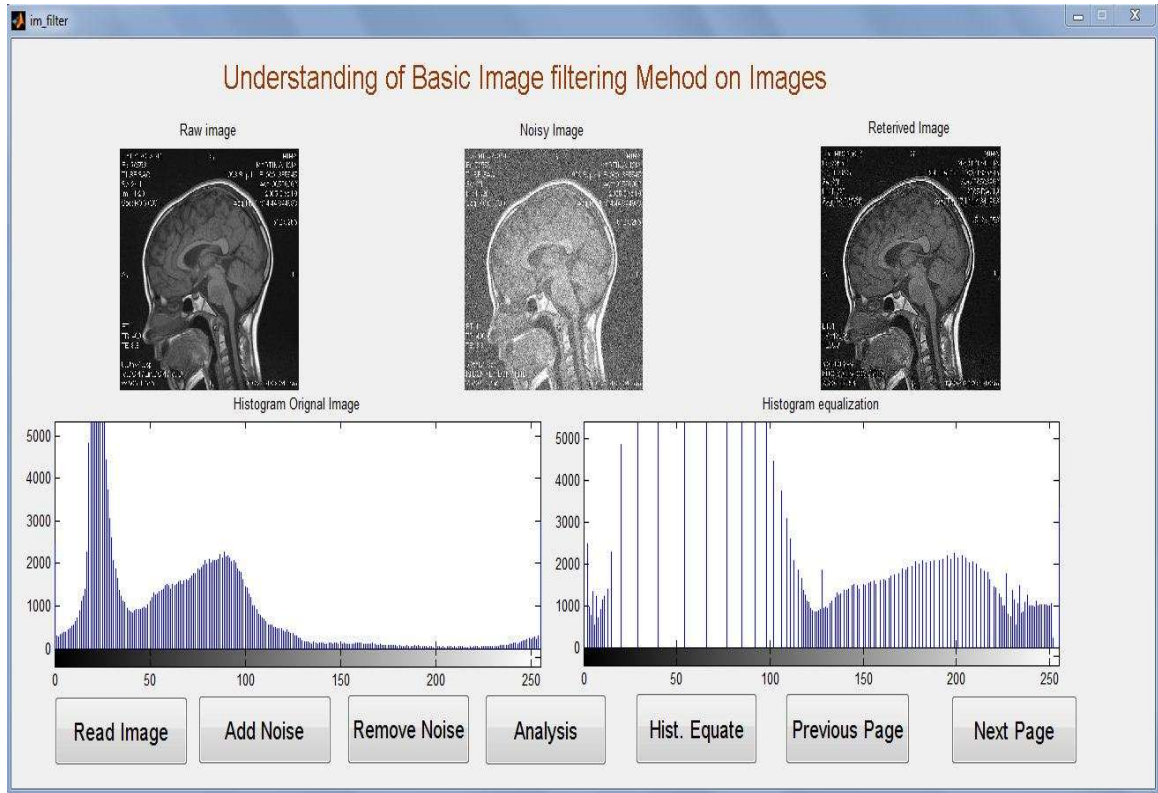 im_filter
Understanding of Basic Image filtering Mehod on Images
Raw image
Noisy Image
Reterived Image
Histogram Orignal Image
Histogram equalization
5000
4000
3000
2000
1000
0
0 50 100 150 200 250
5000
4000
3000
2000
1000
0
0 50 100 150 200 250
Read Image
Add Noise
Remove Noise
Analysis
Hist. Equate
Previous Page
Next Page